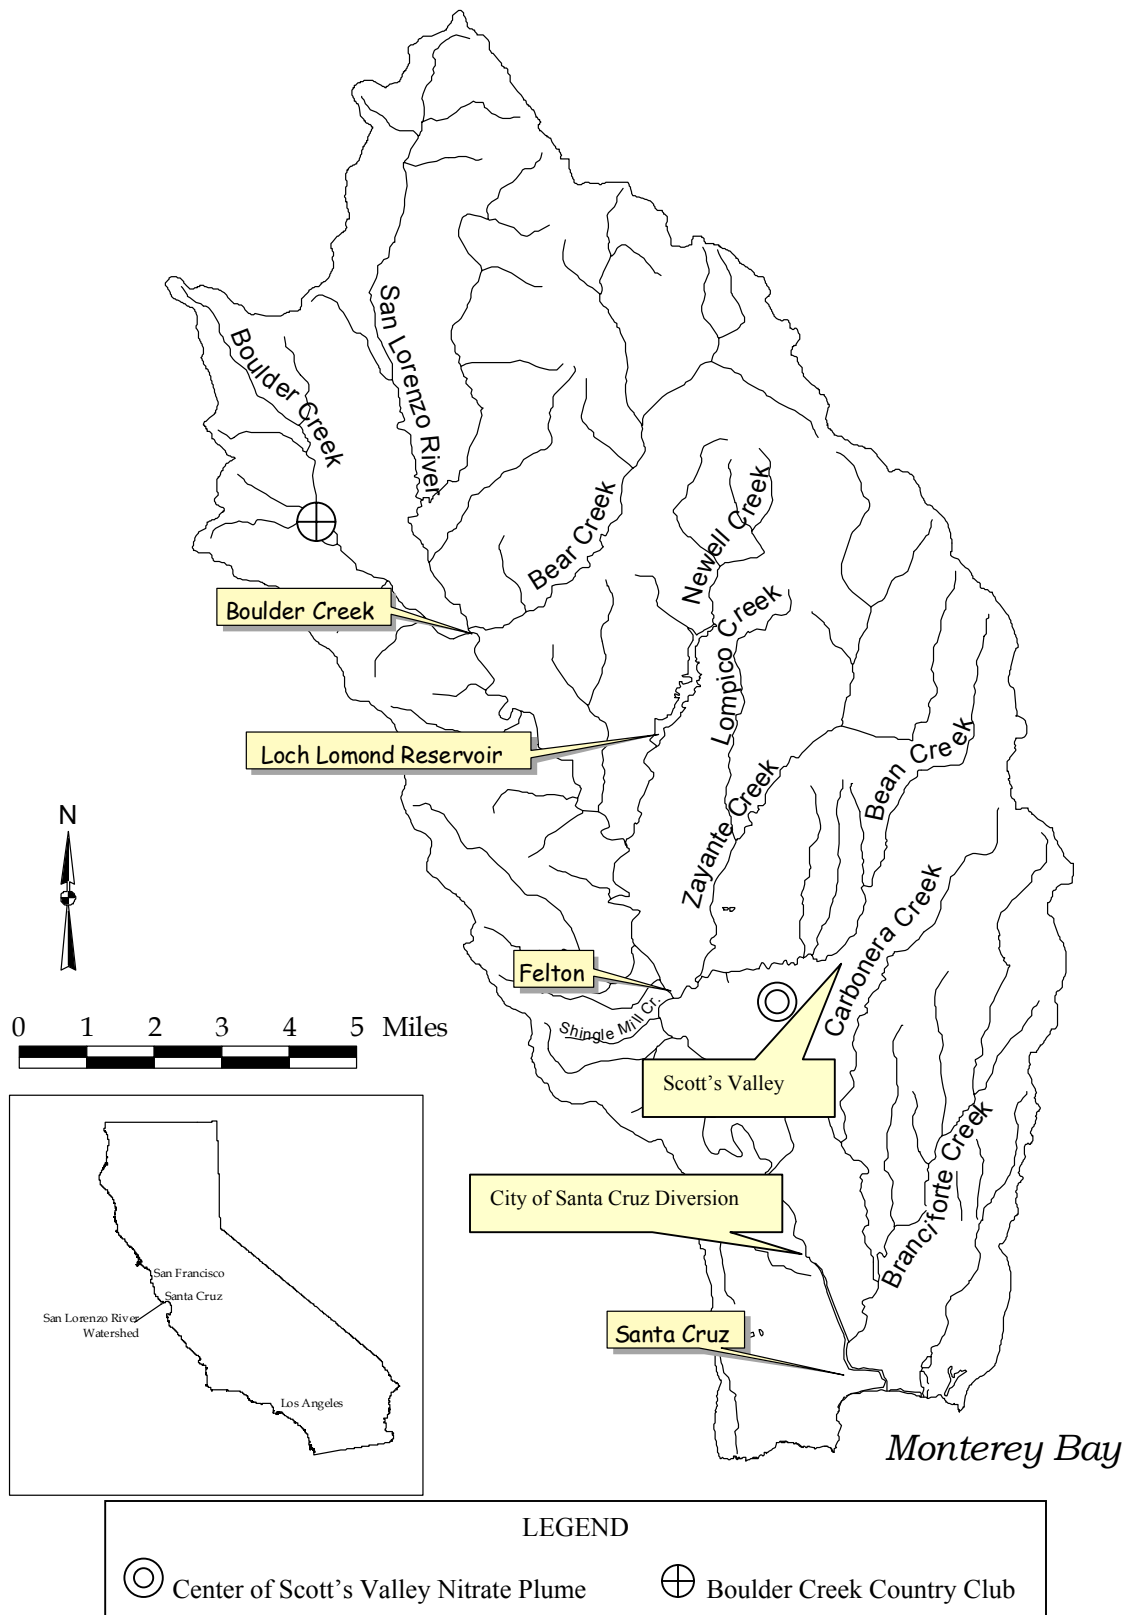 Boulder Creek
San Lorenzo River
Bear Creek
Newell Creek
Boulder Creek
Lompico Creek
Loch Lomond Reservoir
Bean Creek
Zayante Creek
N
Carbonera Creek
Felton
Shingle Mill Cr.
0 1 2 3 4 5 Miles
Scott's Valley
Branciforte Creek
City of Santa Cruz Diversion
San Francisco
Santa Cruz
San Lorenzo River
Watershed
Santa Cruz
Los Angeles
Monterey Bay
LEGEND
Center of Scott's Valley Nitrate Plume
Boulder Creek Country Club